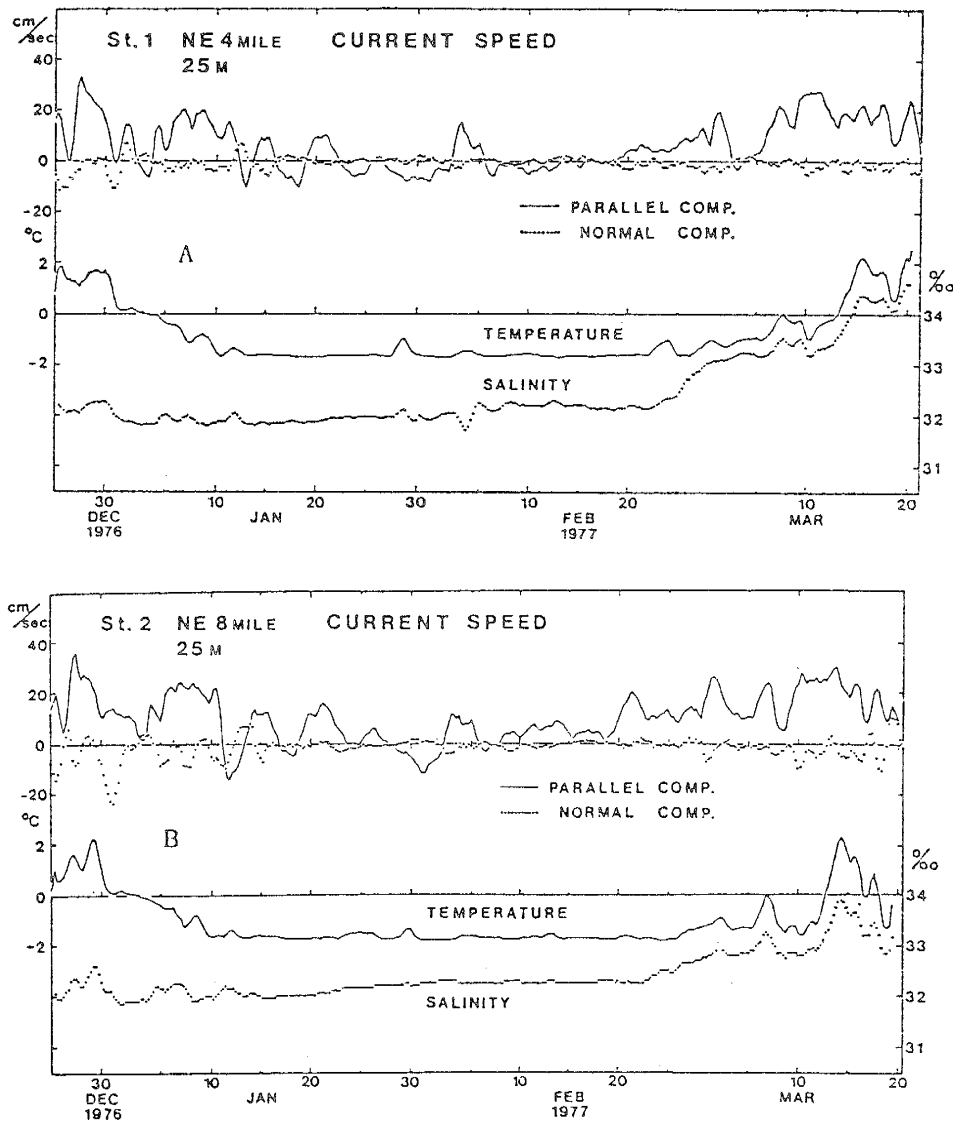 cm/sec
St.1 NE 4 MILE CURRENT SPEED
25 M
40
20
0
-20
PARALLEL COMP.
NORMAL COMP.
°C
A
2
0
-2
‰
34
33
32
31
TEMPERATURE
SALINITY
30 10 20 30 10 20 10 20
DEC JAN FEB MAR
1976 1977
cm/sec
St.2 NE 8 MILE CURRENT SPEED
25 M
40
20
0
-20
PARALLEL COMP.
NORMAL COMP.
°C
B
2
0
-2
‰
34
33
32
31
TEMPERATURE
SALINITY
30 10 20 30 10 20 10 20
DEC JAN FEB MAR
1976 1977